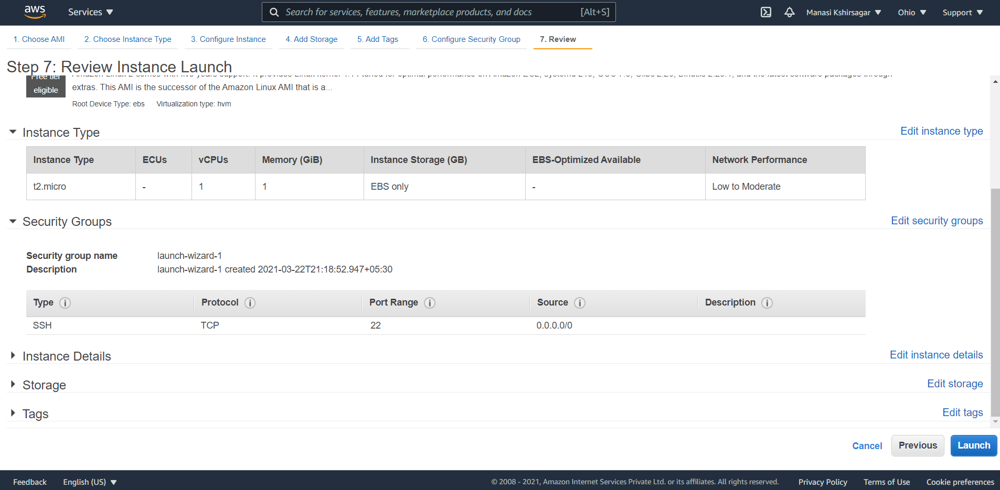 aws Services Search for services, features, marketplace products, and docs [Alt+S] Manasi Kshirsagar Ohio Support
1. Choose AMI 2. Choose Instance Type 3. Configure Instance 4. Add Storage 5. Add Tags 6. Configure Security Group 7. Review
Step 7: Review Instance Launch
Free tier
eligible
extras. This AMI is the successor of the Amazon Linux AMI that is a...
Root Device Type: ebs Virtualization type: hvm
Instance Type Edit instance type
Instance Type ECUs vCPUs Memory (GiB) Instance Storage (GB) EBS-Optimized Available Network Performance
t2.micro - 1 1 EBS only - Low to Moderate
Security Groups Edit security groups
Security group name launch-wizard-1
Description launch-wizard-1 created 2021-03-22T21:18:52.947+05:30
Type i Protocol i Port Range i Source i Description i
SSH TCP 22 0.0.0.0/0
Instance Details Edit instance details
Storage Edit storage
Tags Edit tags
Cancel Previous Launch
Feedback English (US) © 2008 - 2021, Amazon Internet Services Private Ltd. or its affiliates. All rights reserved. Privacy Policy Terms of Use Cookie preferences